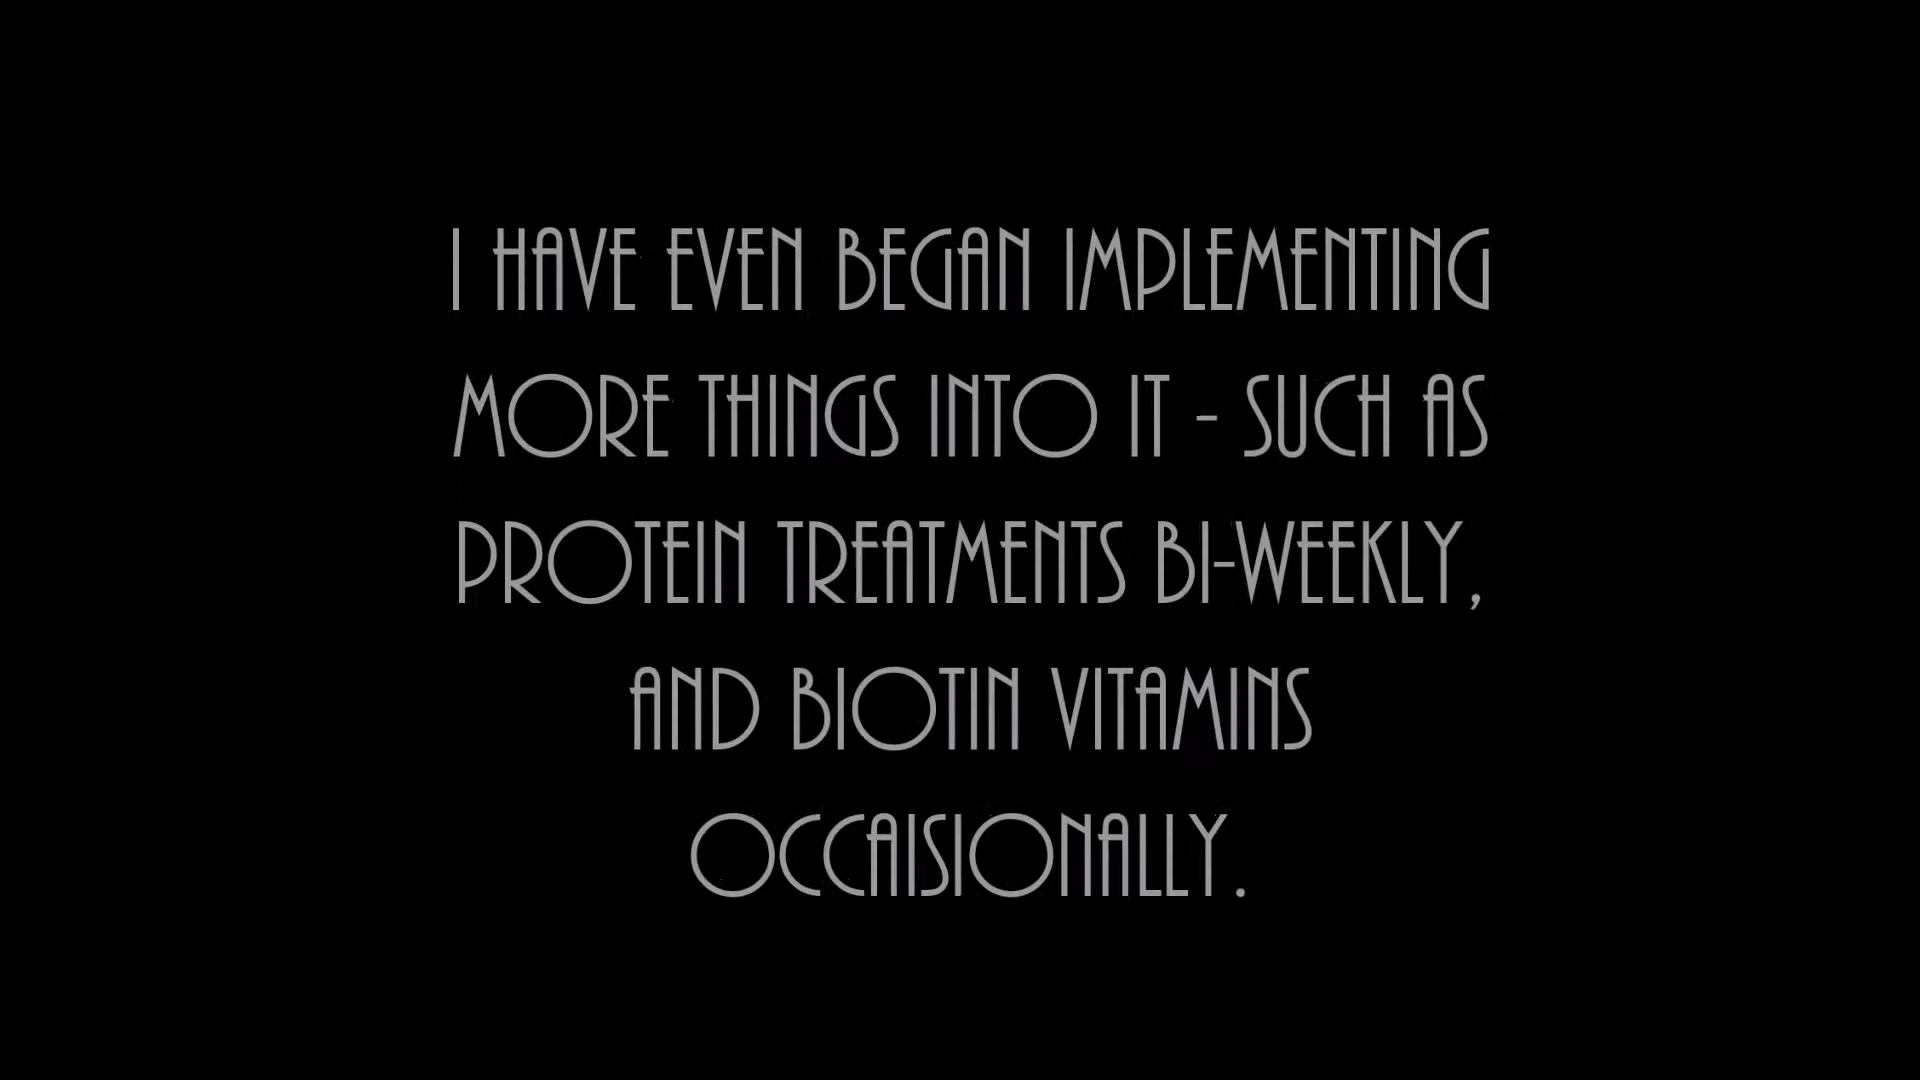 I HAVE EVEN BEGAN IMPLEMENTING
MORE THINGS INTO IT - SUCH AS
PROTEIN TREATMENTS BI-WEEKLY,
AND BIOTIN VITAMINS
OCCAISIONALLY.